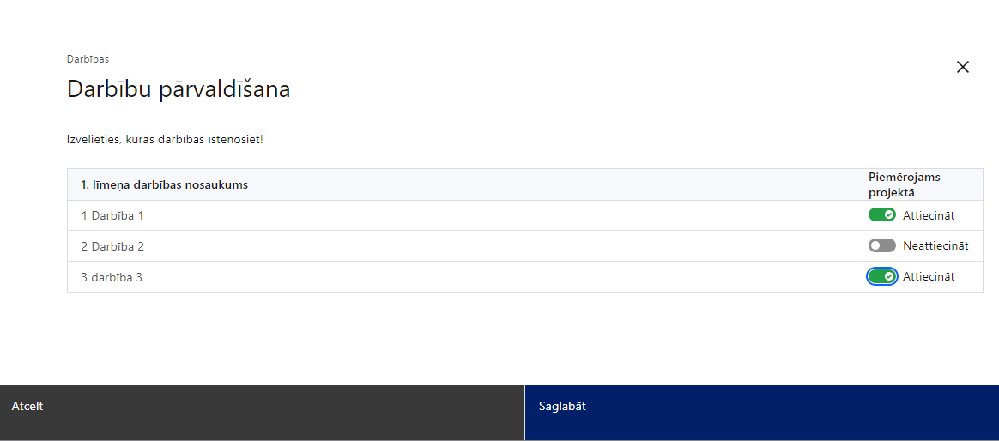 Darbības
Darbību pārvaldīšana
Izvēlieties, kuras darbības īstenosiet!
1. līmeņa darbības nosaukums
Piemērojams
projektā
1 Darbība 1
Attiecināt
2 Darbība 2
Neattiecināt
3 darbība 3
Attiecināt
Atcelt
Saglabāt